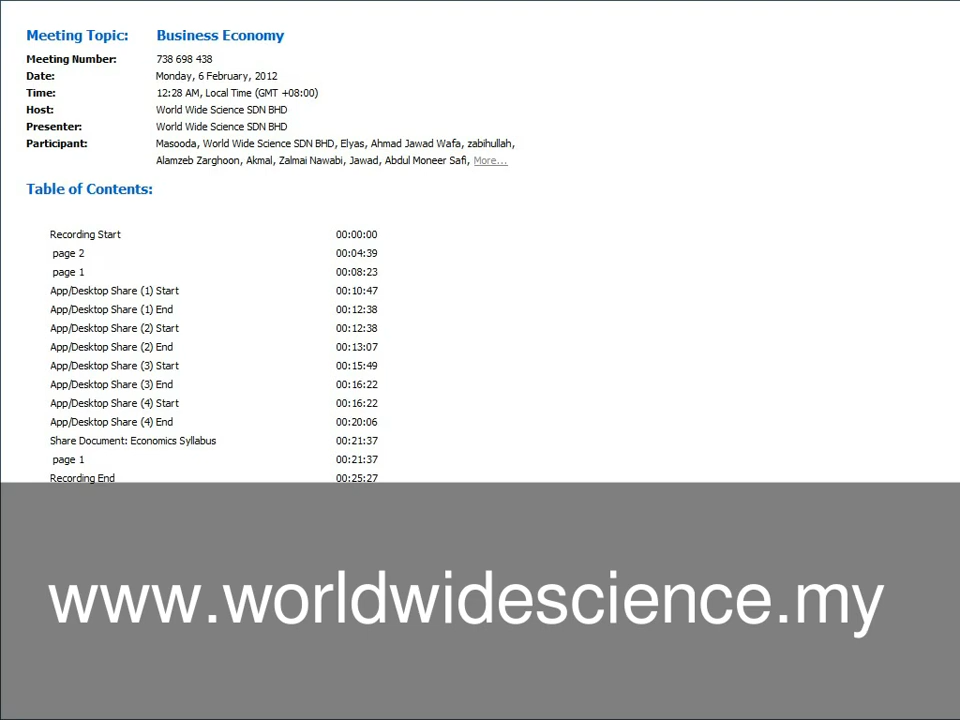 Meeting Topic: Business Economy
Meeting Number: 738 698 438
Date: Monday, 6 February, 2012
Time: 12:28 AM, Local Time (GMT +08:00)
Host: World Wide Science SDN BHD
Presenter: World Wide Science SDN BHD
Participant: Masooda, World Wide Science SDN BHD, Elyas, Ahmad Jawad Wafa, zabihullah,
Alamzeb Zarghoon, Akmal, Zalmai Nawabi, Jawad, Abdul Moneer Safi, More...
Table of Contents:
Recording Start 00:00:00
page 2 00:04:39
page 1 00:08:23
App/Desktop Share (1) Start 00:10:47
App/Desktop Share (1) End 00:12:38
App/Desktop Share (2) Start 00:12:38
App/Desktop Share (2) End 00:13:07
App/Desktop Share (3) Start 00:15:49
App/Desktop Share (3) End 00:16:22
App/Desktop Share (4) Start 00:16:22
App/Desktop Share (4) End 00:20:06
Share Document: Economics Syllabus 00:21:37
page 1 00:21:37
Recording End 00:25:27
www.worldwidescience.my